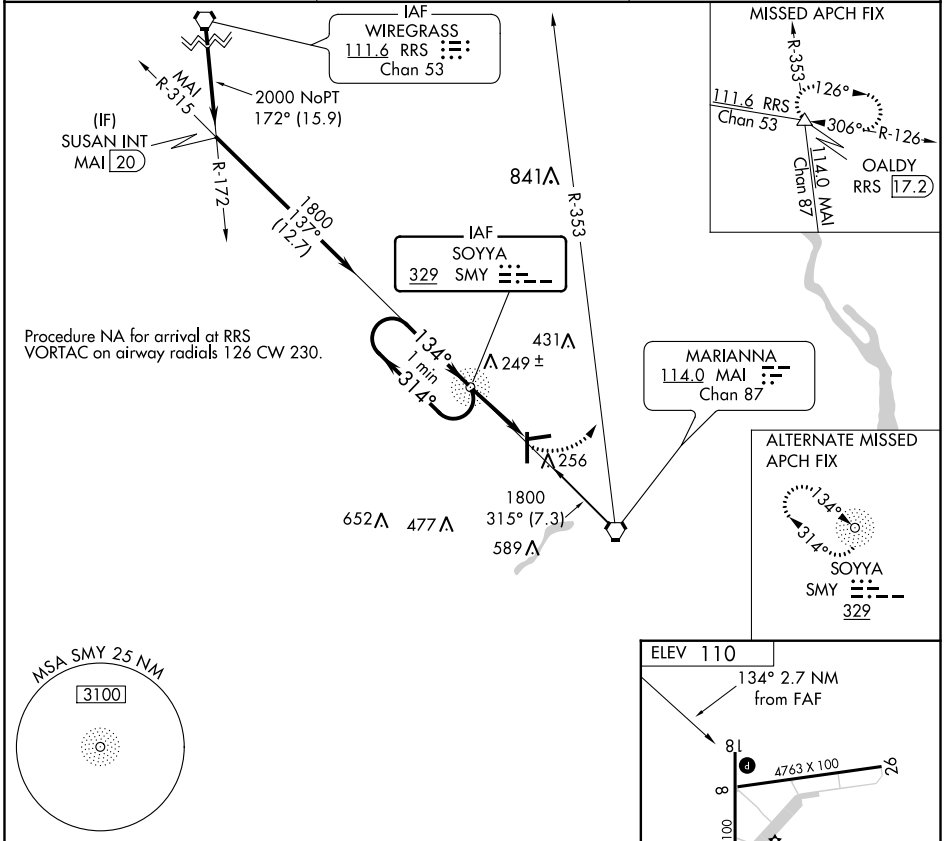 IAF
WIREGRASS
111.6 RRS
Chan 53
MISSED APCH FIX
R-353
126°
111.6 RRS
Chan 53
306°
R-126
114.0 MAI
Chan 87
OALDY
RRS 17.2
MAI
R-315
2000 NoPT
172° (15.9)
(IF)
SUSAN INT
MAI 20
R-172
841
R-353
1800
137°
(12.7)
IAF
SOYYA
329 SMY
Procedure NA for arrival at RRS
VORTAC on airway radials 126 CW 230.
134°
1 min
314°
431
249 ±
MARIANNA
114.0 MAI
Chan 87
256
1800
315° (7.3)
652
477
589
ALTERNATE MISSED
APCH FIX
134°
314°
SOYYA
SMY
329
MSA SMY 25 NM
3100
ELEV 110
134° 2.7 NM
from FAF
18
P
4763 X 100
26
8
100